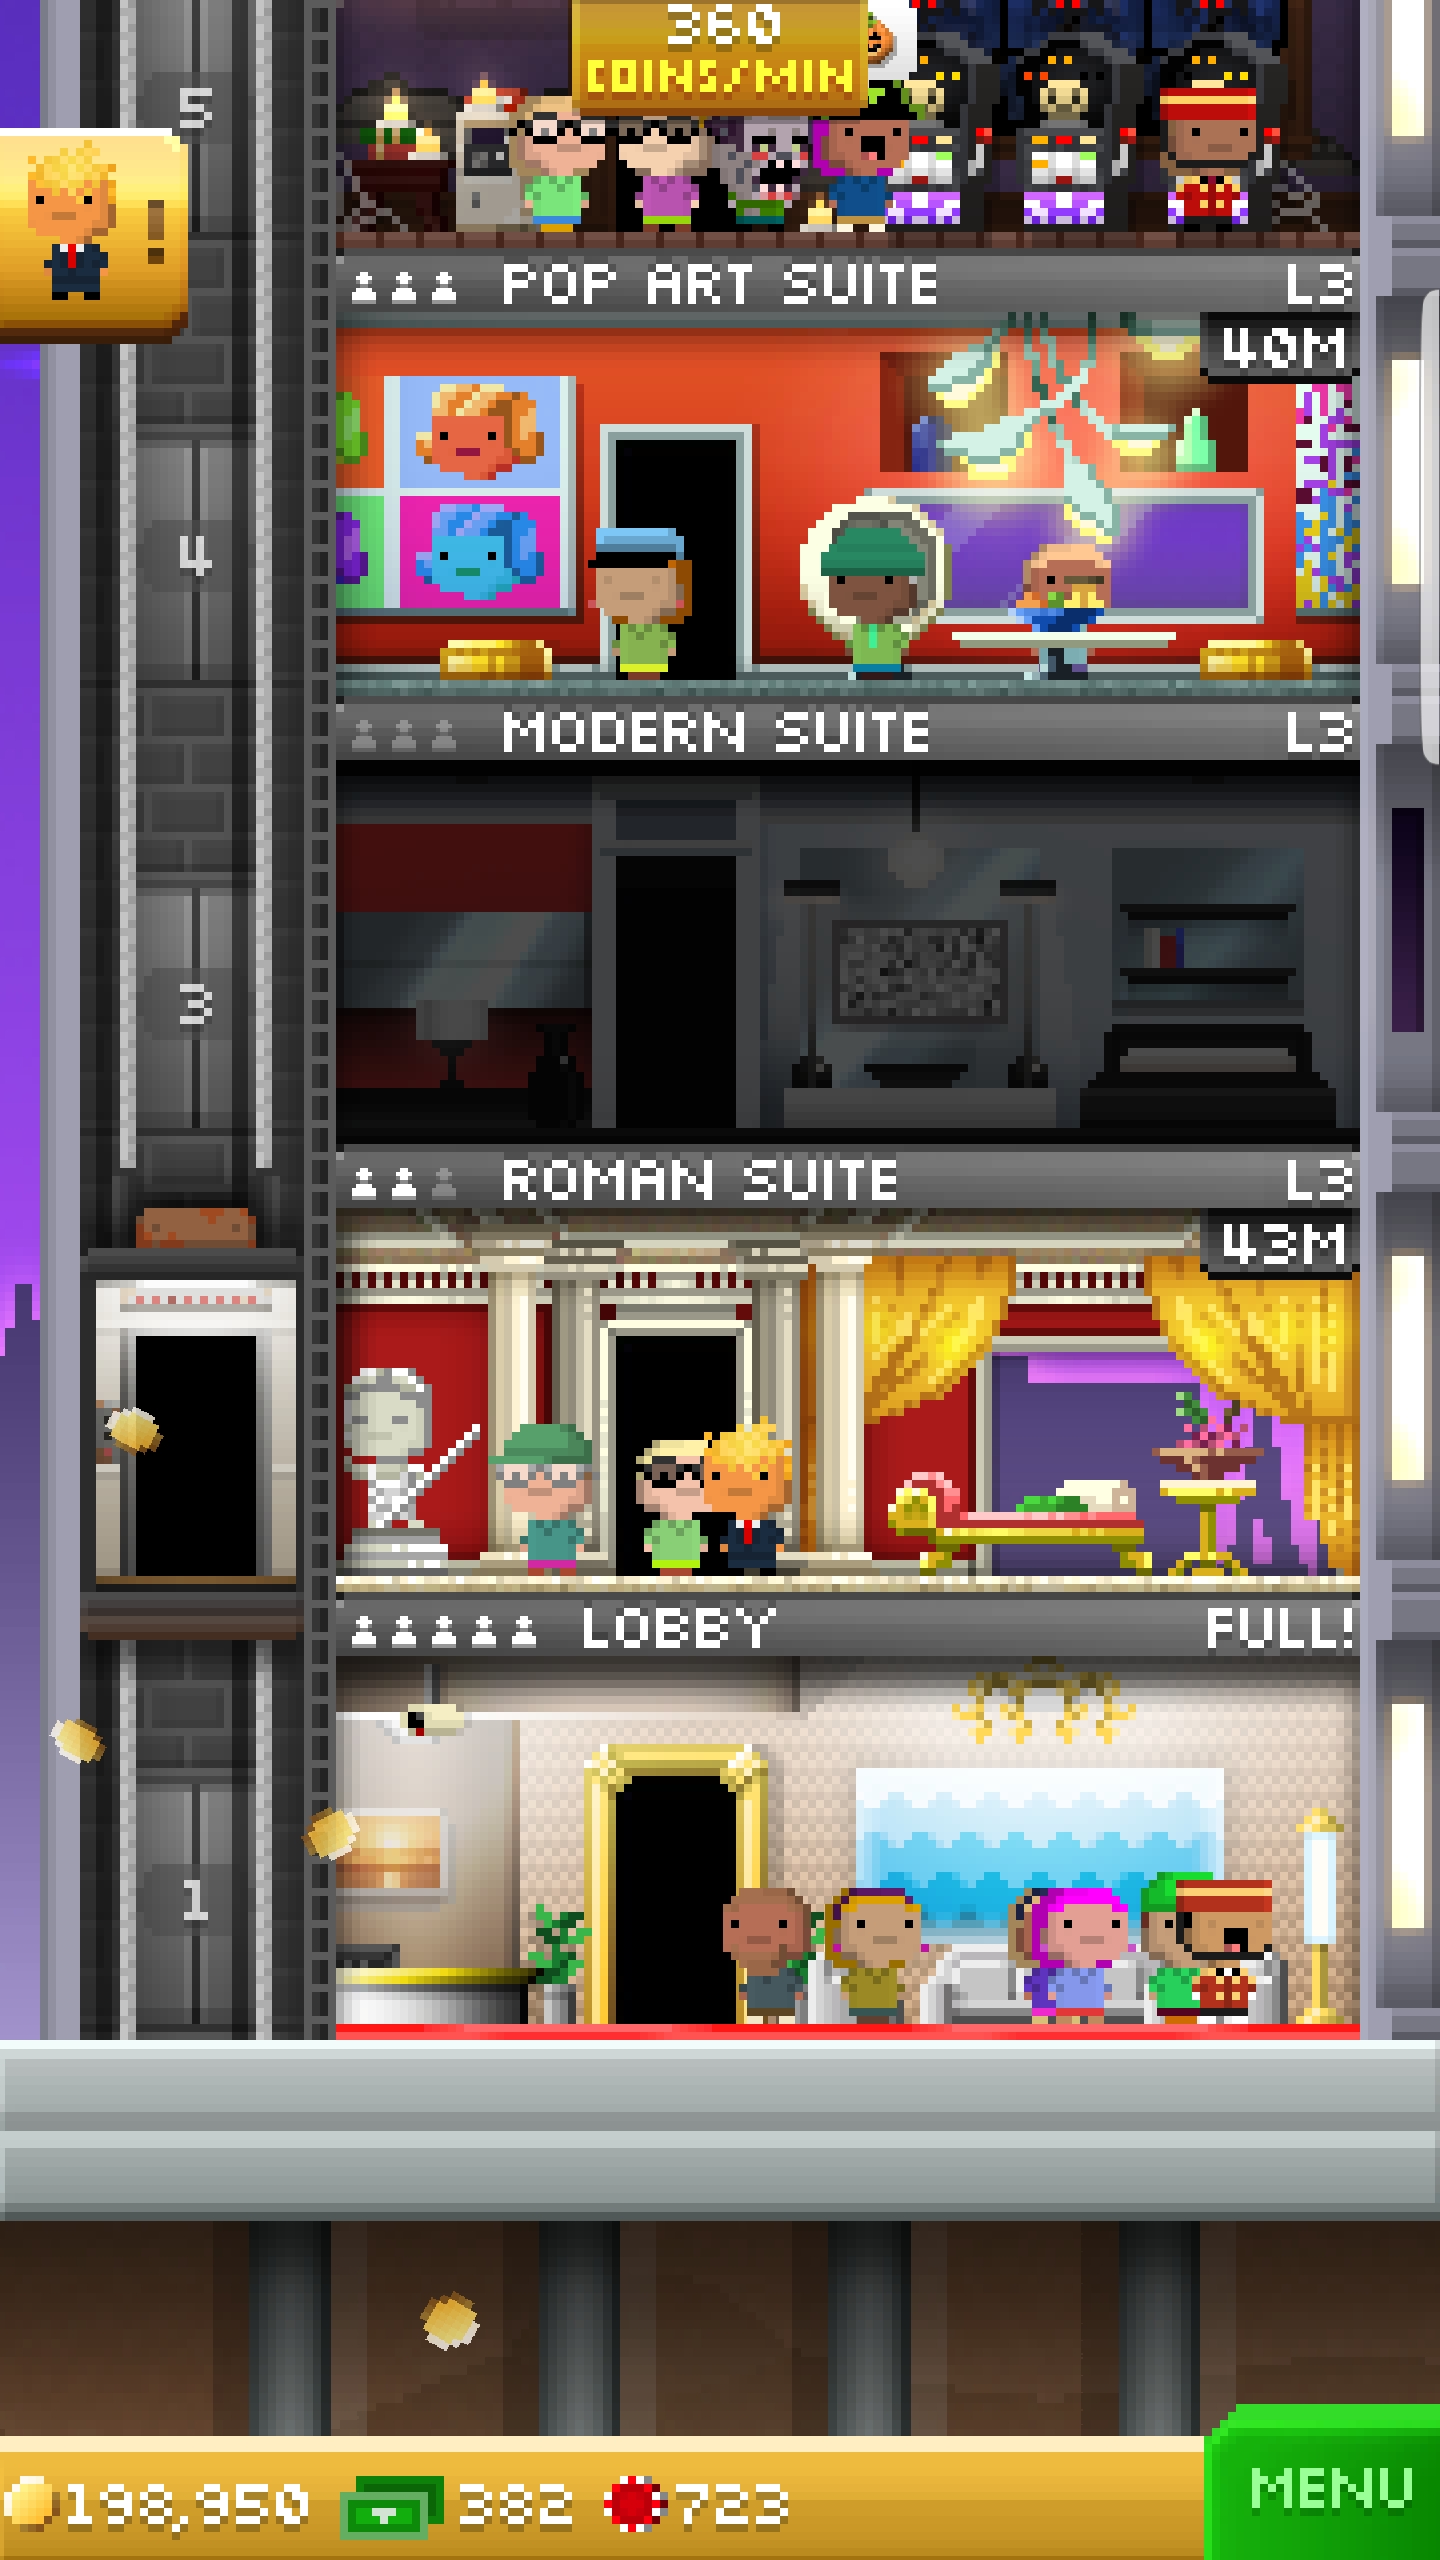 360
COINS/MIN
5
!
POP ART SUITE L3
40M
4
MODERN SUITE L3
3
ROMAN SUITE L3
43M
LOBBY FULL!
1
198,950 382 723
MENU